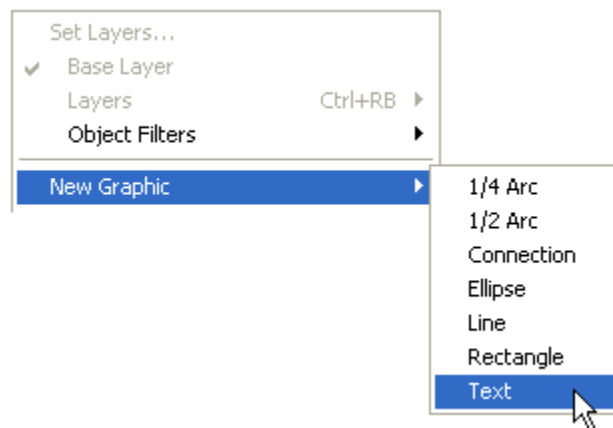 Set Layers...
Base Layer
Layers Ctrl+RB
Object Filters
New Graphic
1/4 Arc
1/2 Arc
Connection
Ellipse
Line
Rectangle
Text